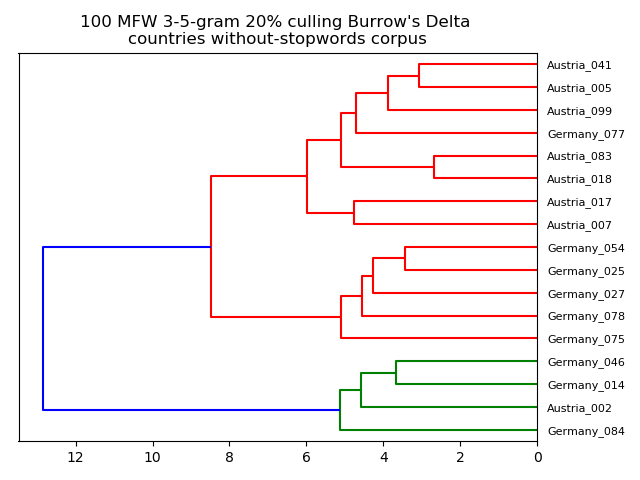 100 MFW 3-5-gram 20% culling Burrow's Delta
countries without-stopwords corpus
Austria_041
Austria_005
Austria_099
Germany_077
Austria_083
Austria_018
Austria_017
Austria_007
Germany_054
Germany_025
Germany_027
Germany_078
Germany_075
Germany_046
Germany_014
Austria_002
Germany_084
12 10 8 6 4 2 0